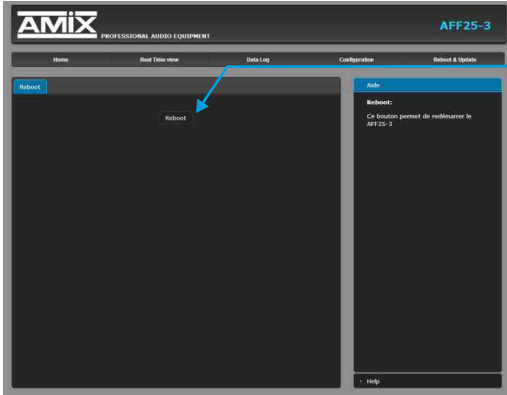 AMiX PROFESSIONAL AUDIO EQUIPMENT
AFF25-3
Home Real Time view Data Log Configuration Reboot & Update
Reboot
Reboot
Aide
Reboot:
Ce bouton permet de redémarrer le
AFF25-3
Help